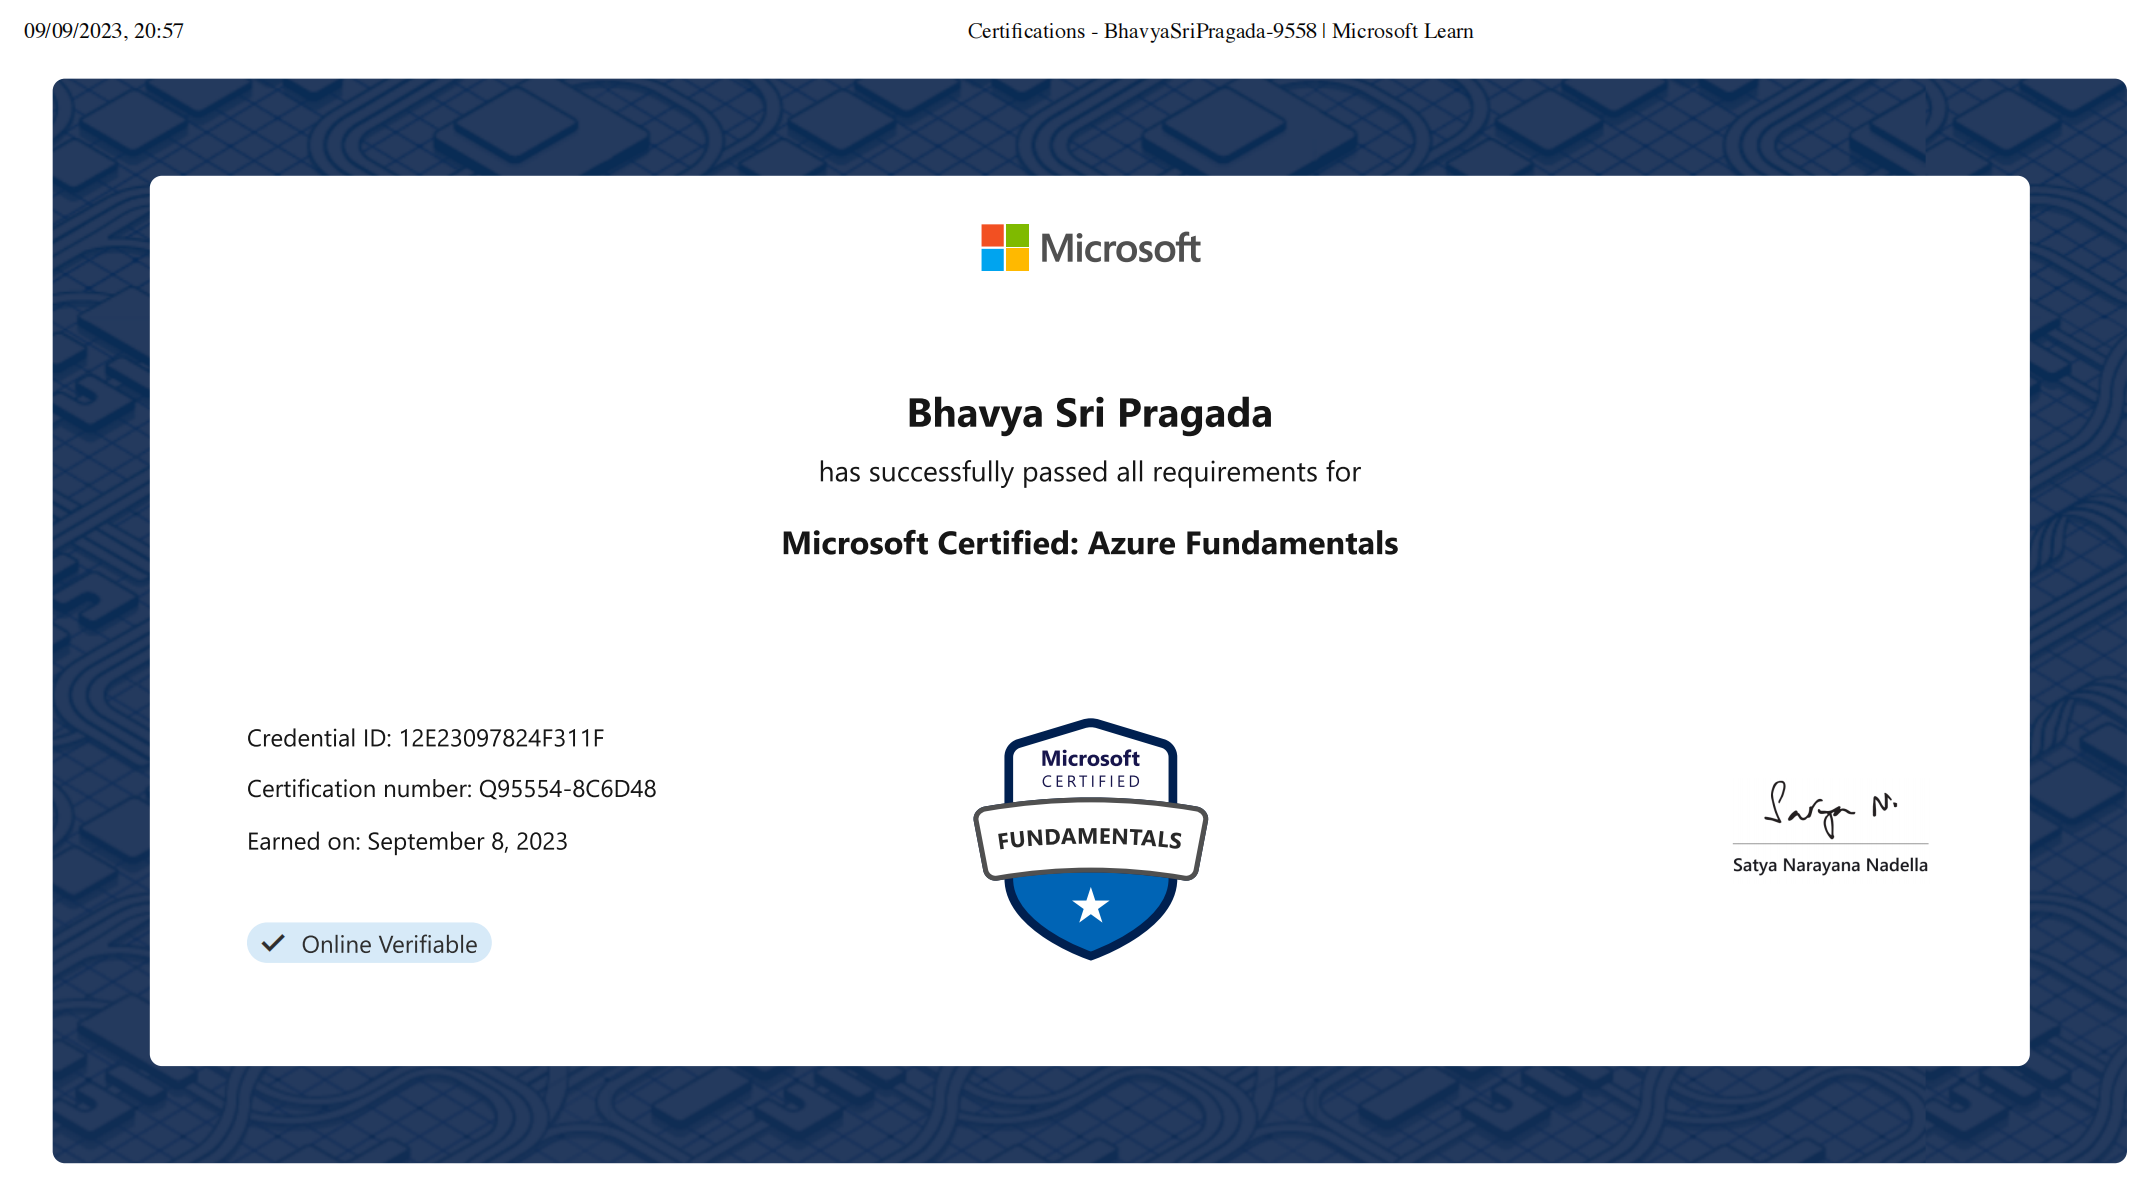 09/09/2023, 20:57
Certifications - BhavyaSriPragada-9558 | Microsoft Learn
Microsoft
Bhavya Sri Pragada
has successfully passed all requirements for
Microsoft Certified: Azure Fundamentals
Credential ID: 12E23097824F311F
Certification number: Q95554-8C6D48
Earned on: September 8, 2023
Online Verifiable
Microsoft
CERTIFIED
FUNDAMENTALS
Satya N.
Satya Narayana Nadella